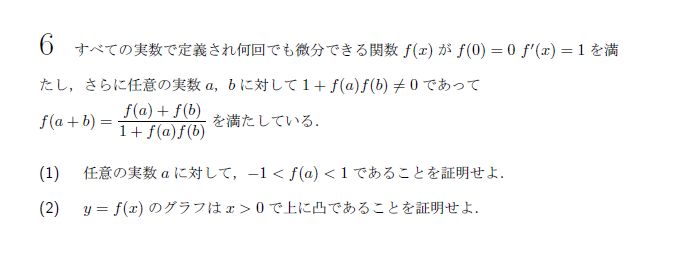 6 すべての実数で定義され何回でも微分できる関数 f(x) が f(0) = 0 f′(x) = 1 を満
たし，さらに任意の実数 a，b に対して 1 + f(a)f(b) ≠ 0 であって
f(a + b) = \frac{f(a) + f(b)}{1 + f(a)f(b)} を満たしている．
(1) 任意の実数 a に対して，−1 < f(a) < 1 であることを証明せよ．
(2) y = f(x) のグラフは x > 0 で上に凸であることを証明せよ．